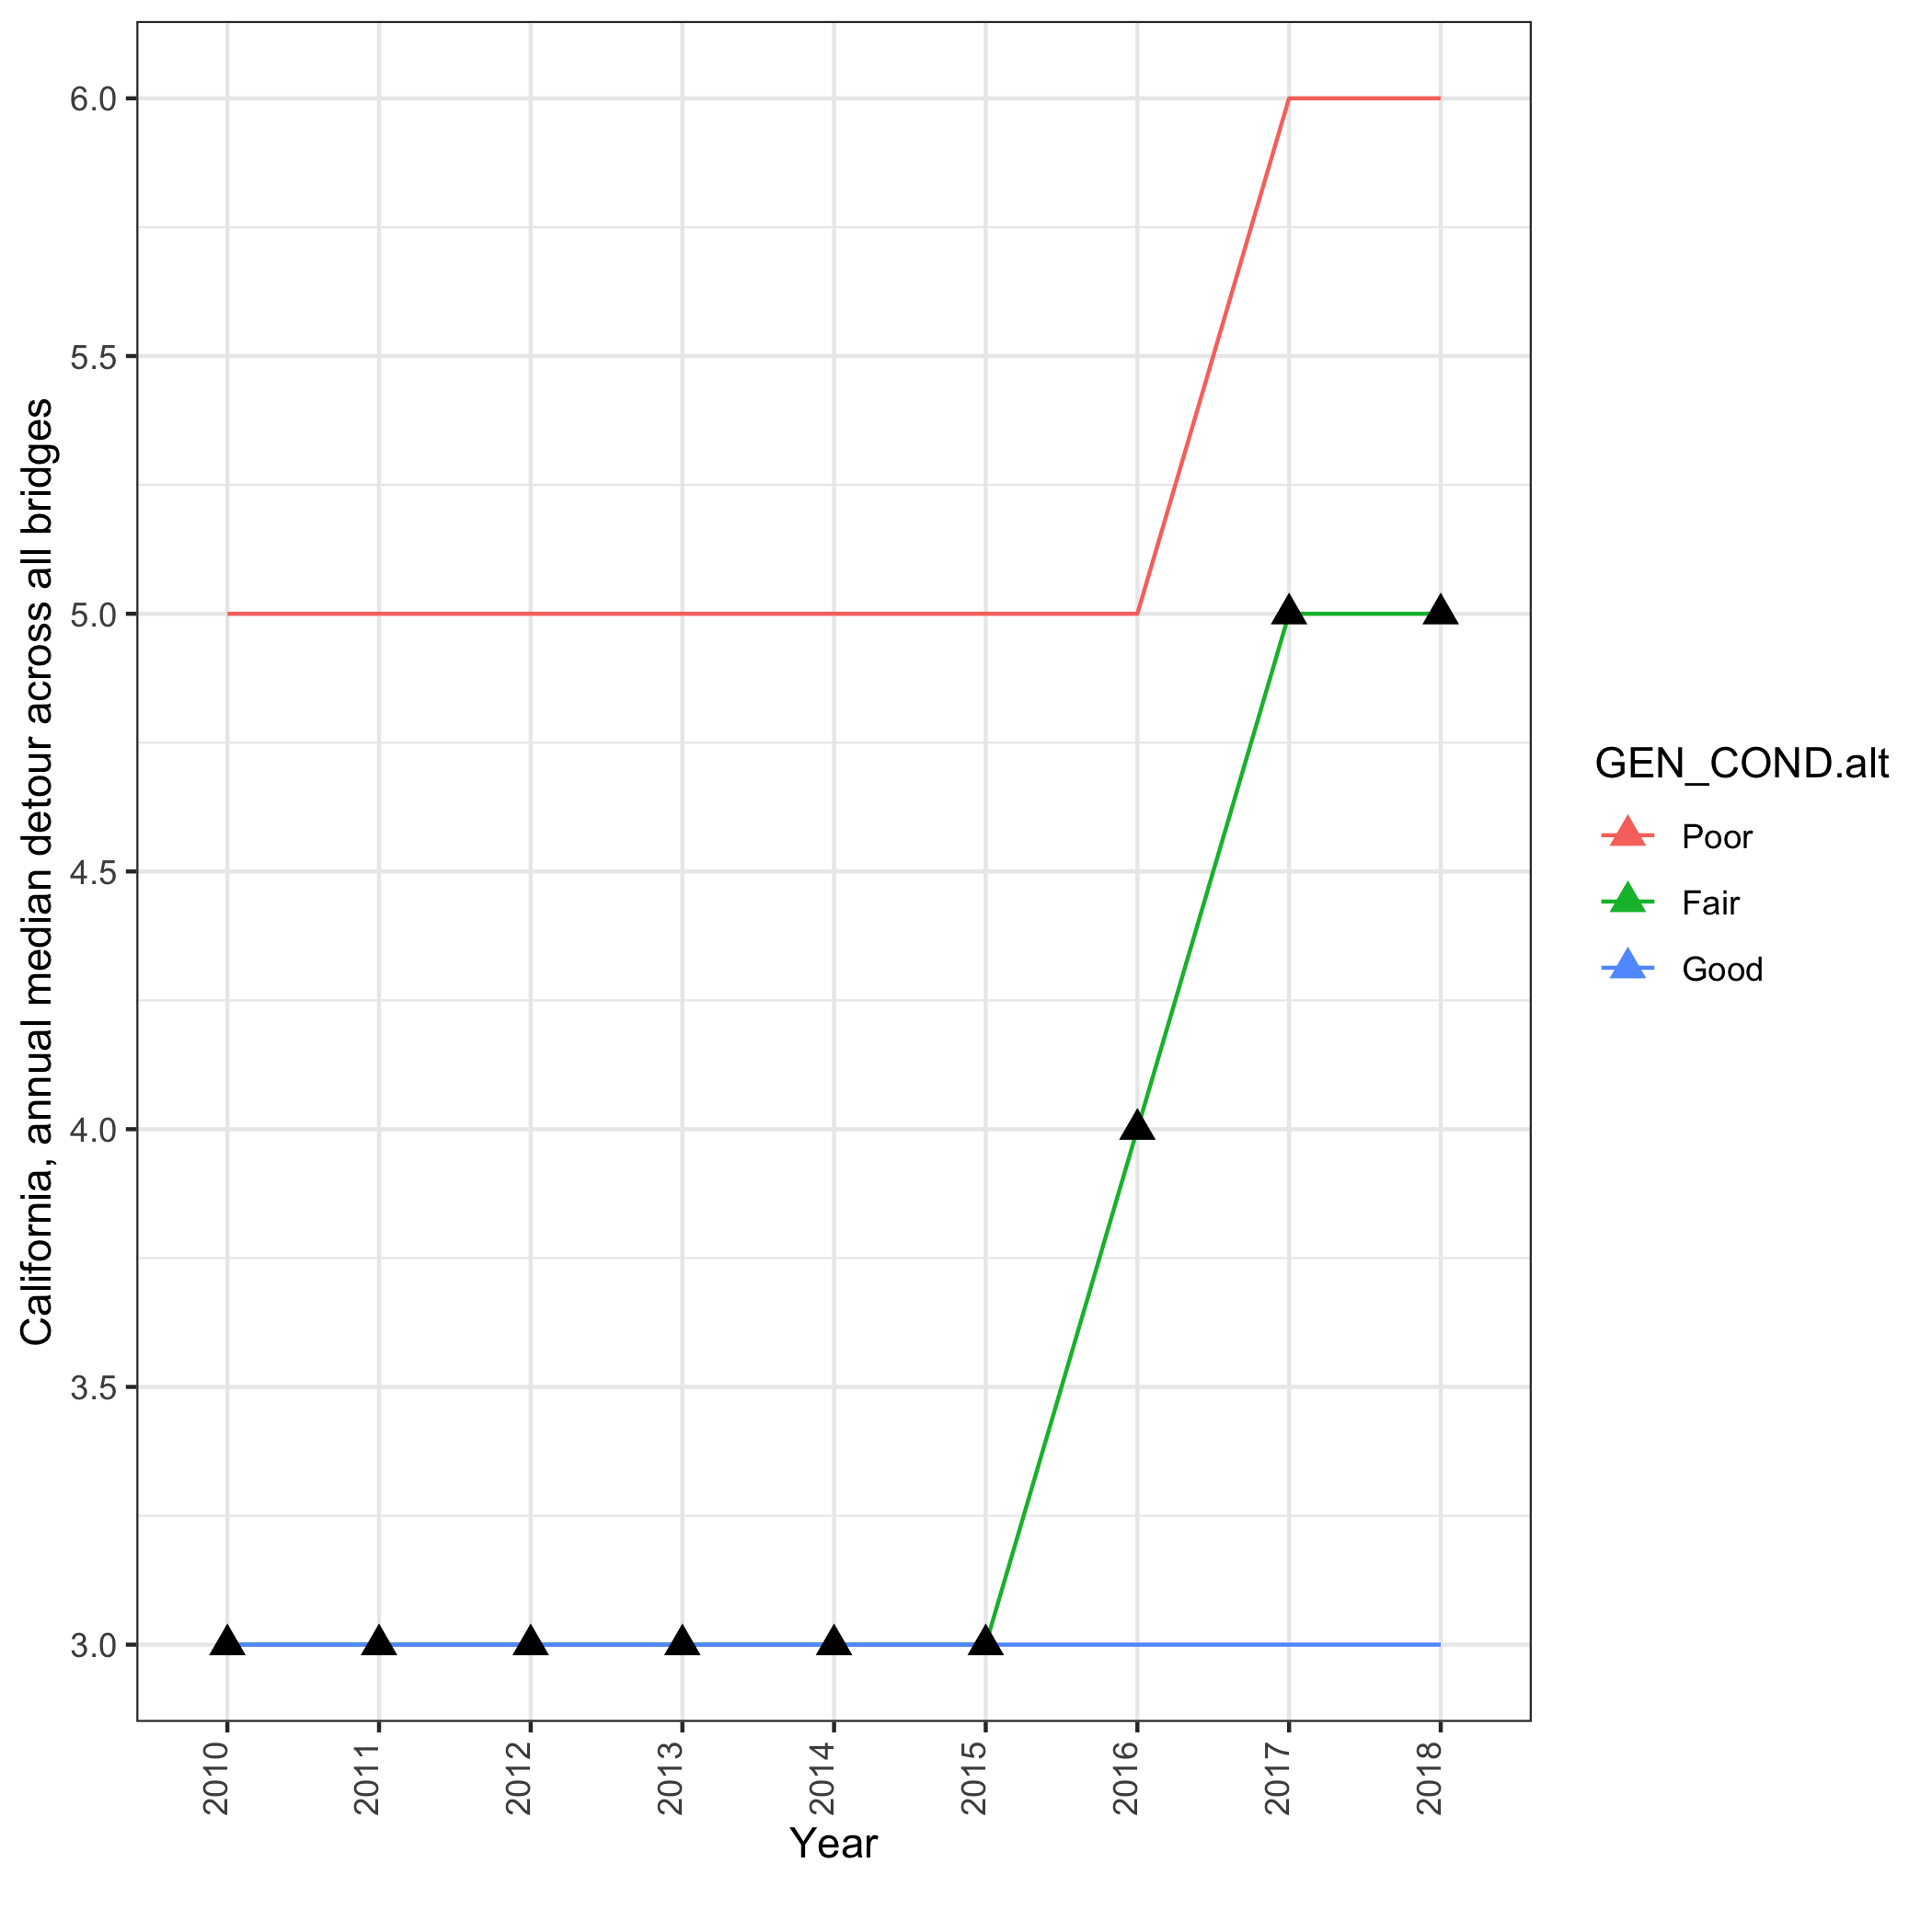 California, annual median detour across all bridges
6.0
5.5
5.0
4.5
4.0
3.5
3.0
2010
2011
2012
2013
2014
2015
2016
2017
2018
Year
GEN_COND.alt
Poor
Fair
Good